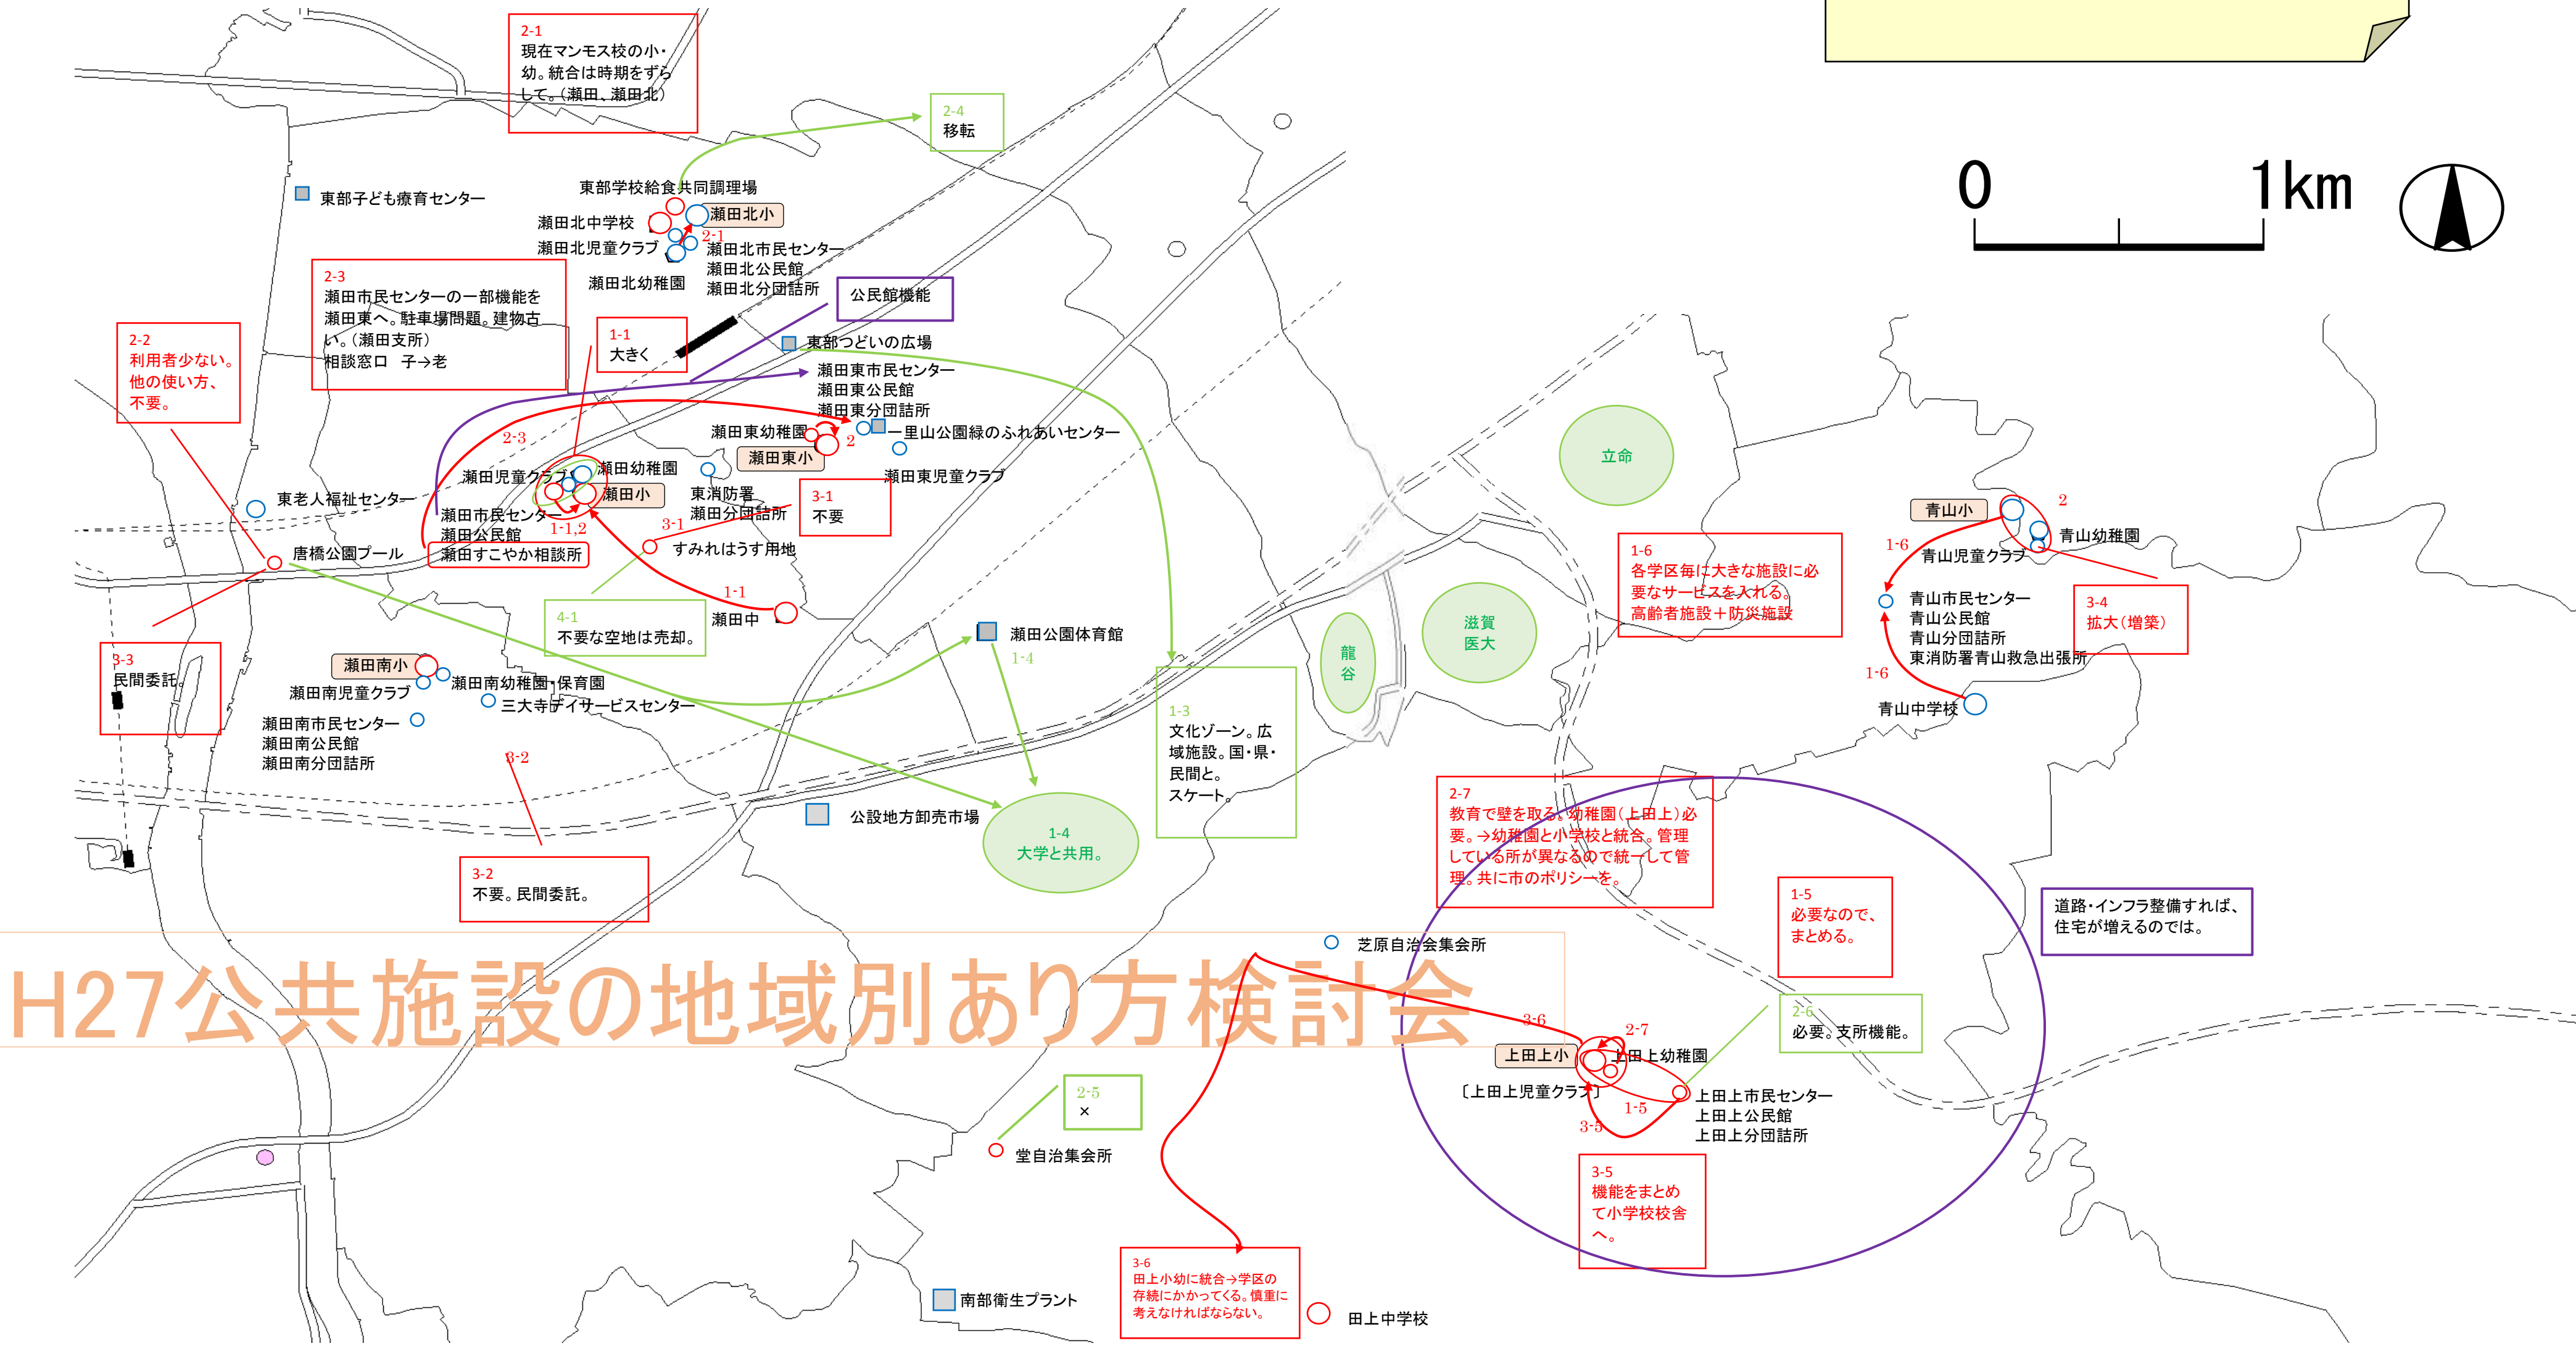 2-1
現在マンモス校の小・
幼。統合は時期をずら
して。（瀬田、瀬田北）
2-4
移転
0
1km
東部子ども療育センター
東部学校給食共同調理場
瀬田北中学校
瀬田北小
2-1
瀬田北児童クラブ
瀬田北市民センター
瀬田北公民館
瀬田北分団詰所
瀬田北幼稚園
2-3
瀬田市民センターの一部機能を
瀬田東へ。駐車場問題。建物古
い。（瀬田支所）
相談窓口　子→老
公民館機能
1-1
大きく
2-2
利用者少ない。
他の使い方、
不要。
東部つどいの広場
瀬田東市民センター
瀬田東公民館
瀬田東分団詰所
瀬田東幼稚園
2
一里山公園緑のふれあいセンター
瀬田東小
瀬田東児童クラブ
2-3
瀬田児童クラブ
瀬田幼稚園
瀬田小
東消防署
瀬田分団詰所
3-1
不要
東老人福祉センター
瀬田市民センター
瀬田公民館
瀬田すこやか相談所
1-1,2
3-1
すみれはうす用地
唐橋公園プール
1-1
瀬田中
4-1
不要な空地は売却。
立命
滋賀
医大
龍
谷
1-6
各学区毎に大きな施設に必
要なサービスを入れる。
高齢者施設＋防災施設
青山小
2
青山幼稚園
青山児童クラブ
1-6
青山市民センター
青山公民館
青山分団詰所
東消防署青山救急出張所
3-4
拡大（増築）
1-6
青山中学校
3-3
民間委託。
瀬田南小
瀬田南幼稚園・保育園
瀬田南児童クラブ
三大寺デイサービスセンター
瀬田南市民センター
瀬田南公民館
瀬田南分団詰所
瀬田公園体育館
1-4
1-3
文化ゾーン。広
域施設。国・県・
民間と。
スケート。
3-2
3-2
不要。民間委託。
公設地方卸売市場
1-4
大学と共用。
2-7
教育で壁を取る。幼稚園（上田上）必
要。→幼稚園と小学校と統合。管理
している所が異なるので統一して管
理。共に市のポリシーを。
1-5
必要なので、
まとめる。
道路・インフラ整備すれば、
住宅が増えるのでは。
芝原自治会集会所
H27公共施設の地域別あり方検討会
3-6
2-7
2-6
必要。支所機能。
上田上小
上田上幼稚園
〔上田上児童クラブ〕
1-5
3-5
上田上市民センター
上田上公民館
上田上分団詰所
2-5
×
堂自治集会所
3-5
機能をまとめ
て小学校校舎
へ。
3-6
田上小幼に統合→学区の
存続にかかってくる。慎重に
考えなければならない。
南部衛生プラント
田上中学校